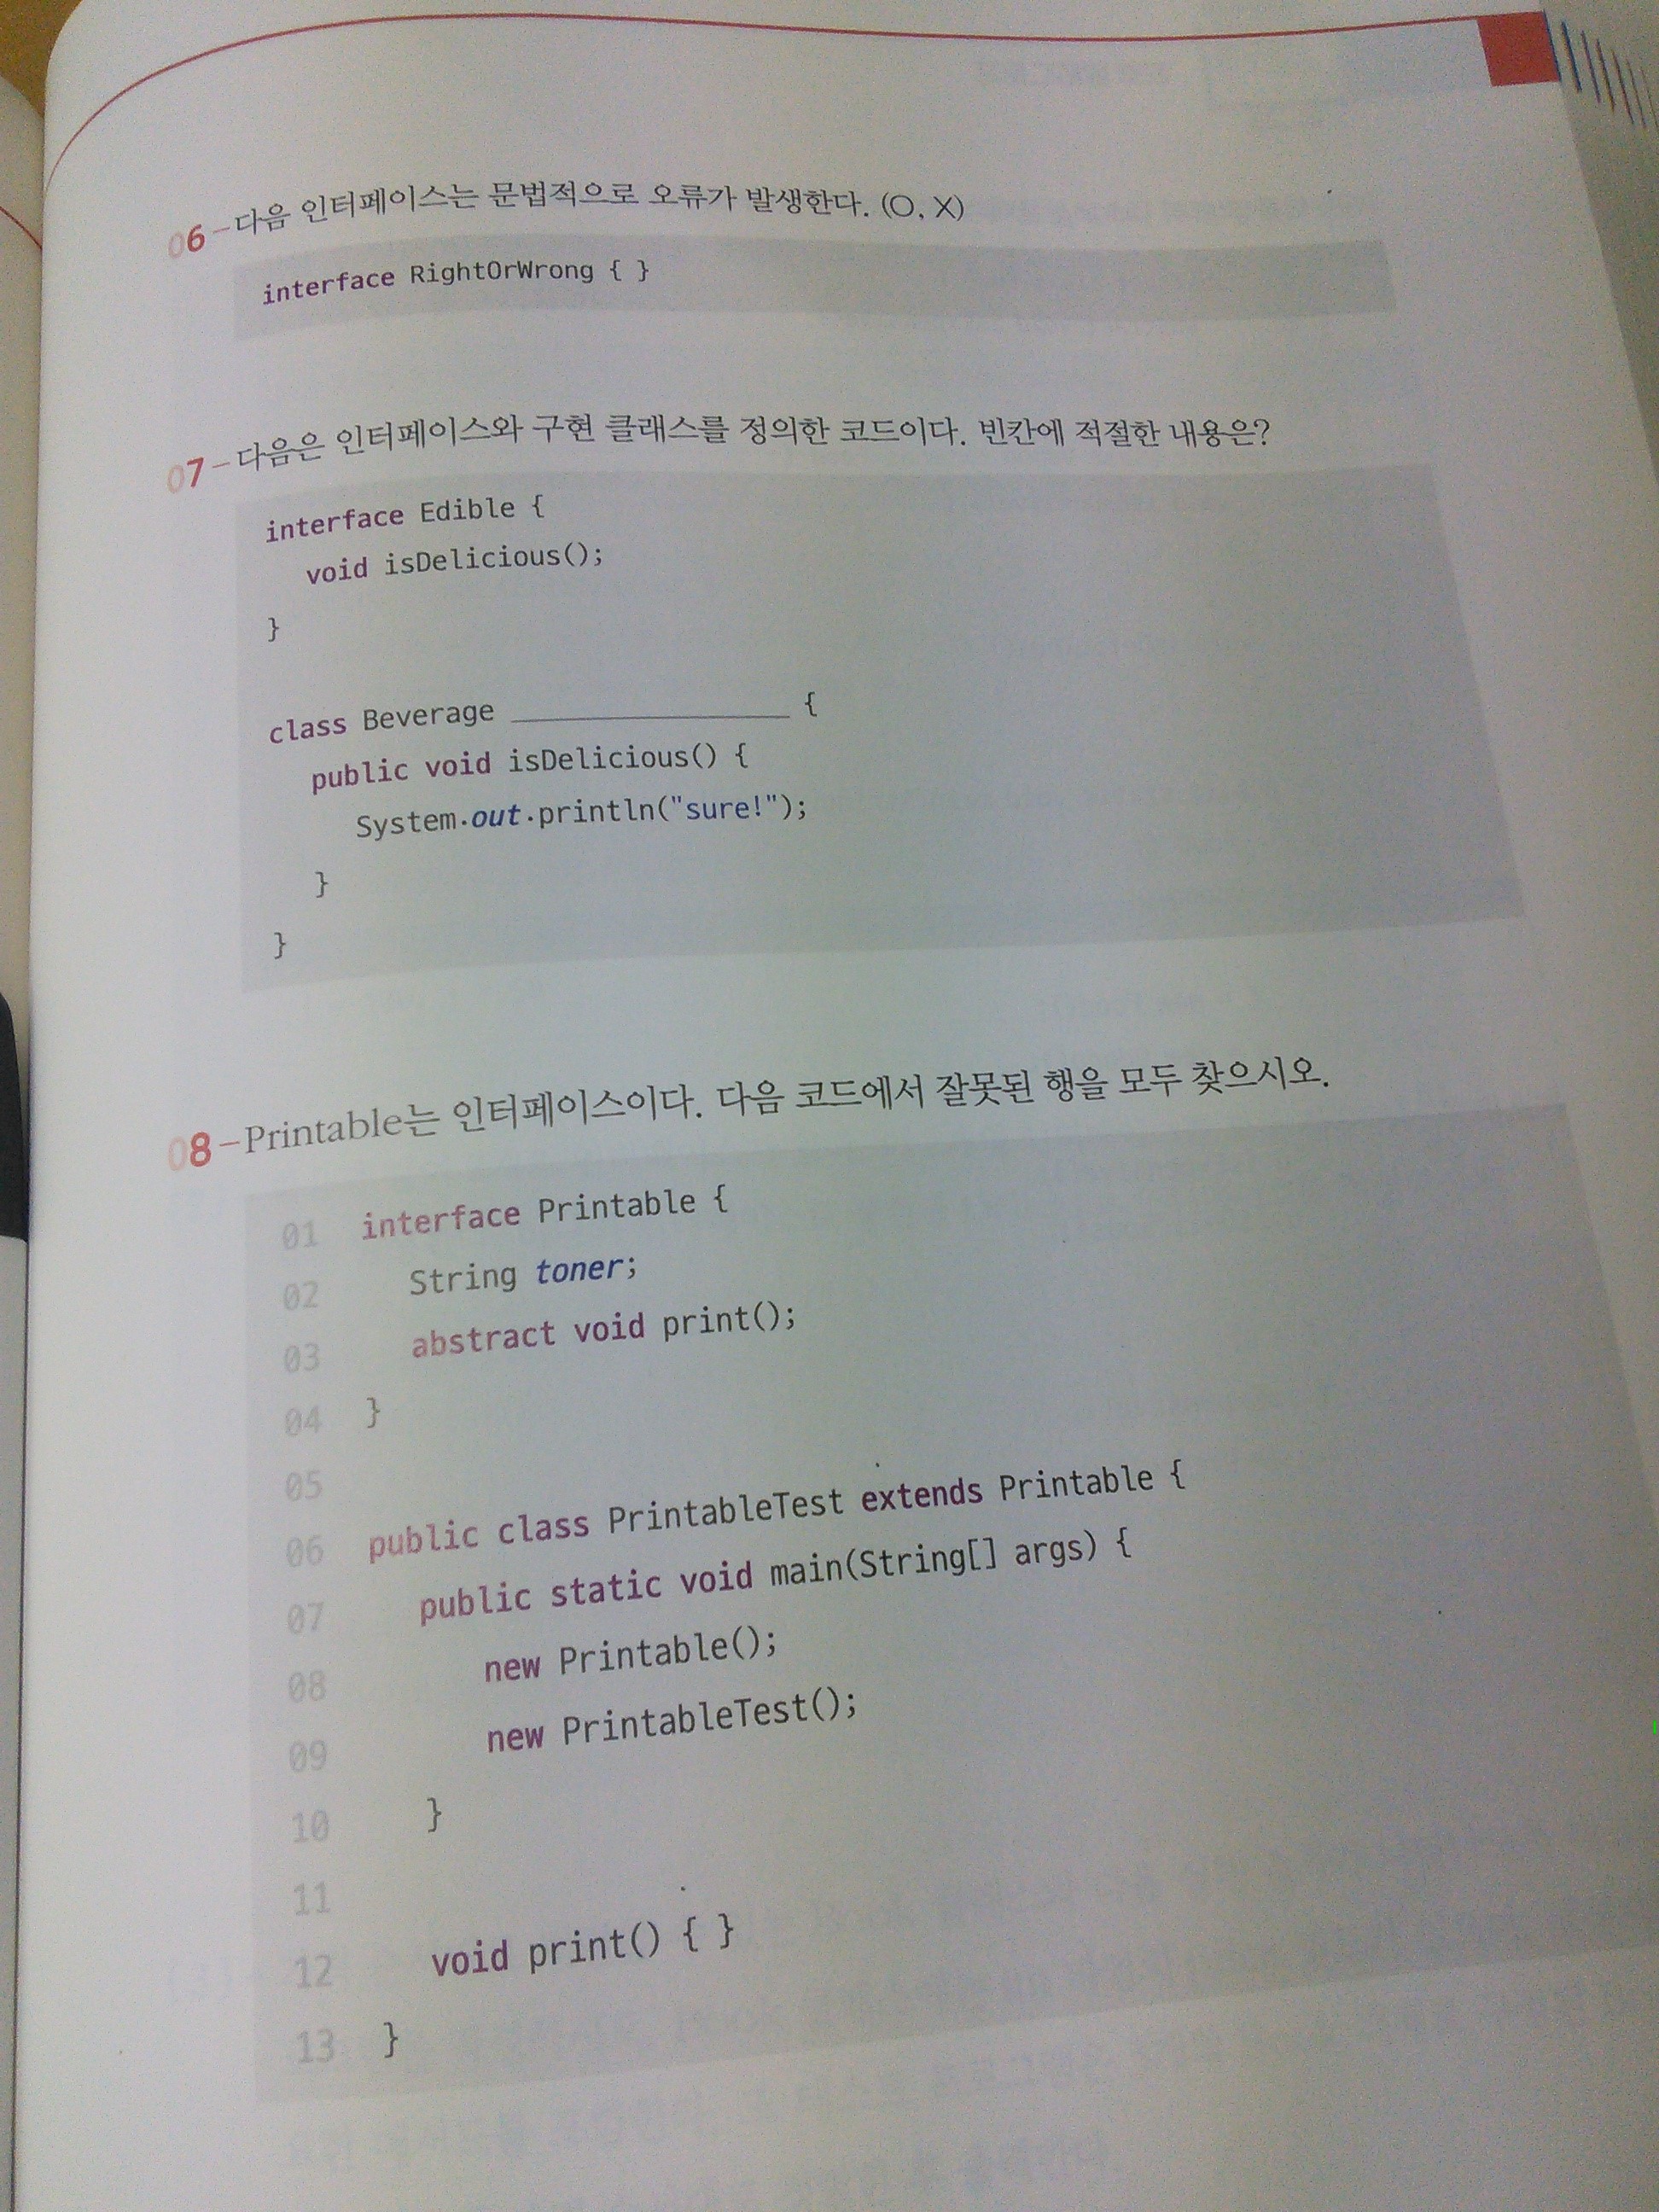 06 – 다음 인터페이스는 문법적으로 오류가 발생한다. (O, X)
interface RightOrWrong { }
07 – 다음은 인터페이스와 구현 클래스를 정의한 코드이다. 빈칸에 적절한 내용은?
interface Edible {
void isDelicious();
}
class Beverage ________________ {
public void isDelicious() {
System.out.println("sure!");
}
}
08 – Printable는 인터페이스이다. 다음 코드에서 잘못된 행을 모두 찾으시오.
01 interface Printable {
02 String toner;
03 abstract void print();
04 }
05
06 public class PrintableTest extends Printable {
07 public static void main(String[] args) {
08 new Printable();
09 new PrintableTest();
10 }
11
12 void print() { }
13 }